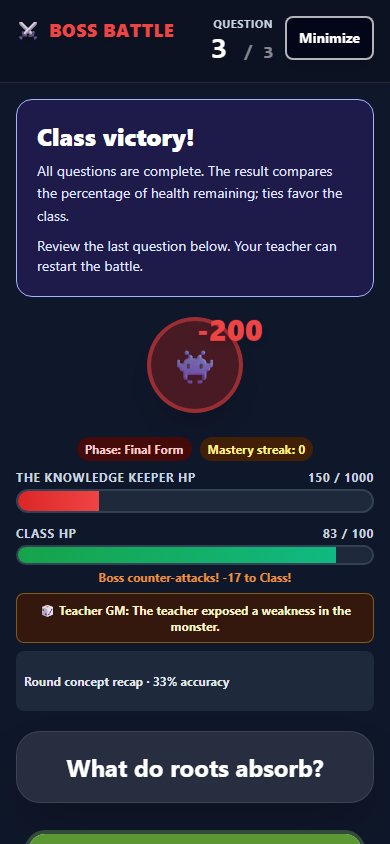 BOSS BATTLE
QUESTION
3 / 3
Minimize
Class victory!
All questions are complete. The result compares
the percentage of health remaining; ties favor the
class.
Review the last question below. Your teacher can
restart the battle.
-200
Phase: Final Form
Mastery streak: 0
THE KNOWLEDGE KEEPER HP
150 / 1000
CLASS HP
83 / 100
Boss counter-attacks! -17 to Class!
Teacher GM: The teacher exposed a weakness in the
monster.
Round concept recap · 33% accuracy
What do roots absorb?